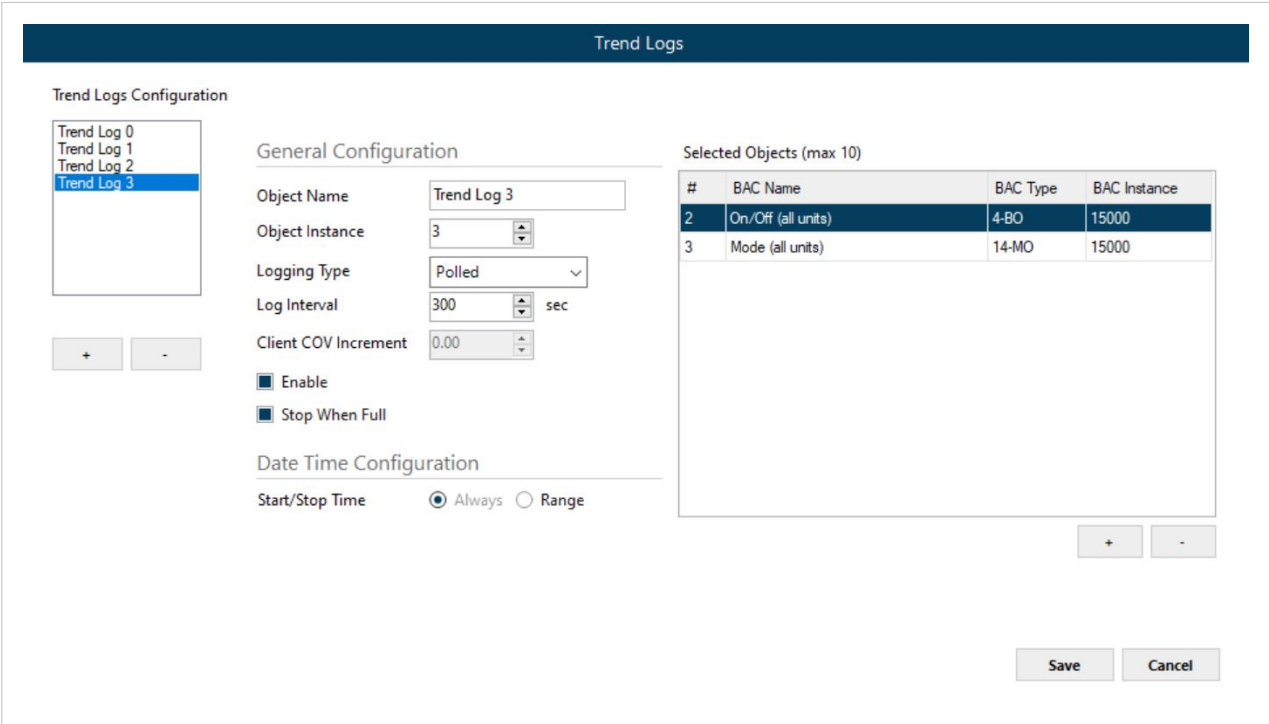 Trend Logs
Trend Logs Configuration
Trend Log 0
Trend Log 1
Trend Log 2
Trend Log 3
+ -
General Configuration
Object Name Trend Log 3
Object Instance 3
Logging Type Polled
Log Interval 300 sec
Client COV Increment 0.00
Enable
Stop When Full
Date Time Configuration
Start/Stop Time Always Range
Selected Objects (max 10)
# BAC Name BAC Type BAC Instance
2 On/Off (all units) 4-BO 15000
3 Mode (all units) 14-MO 15000
+ -
Save Cancel